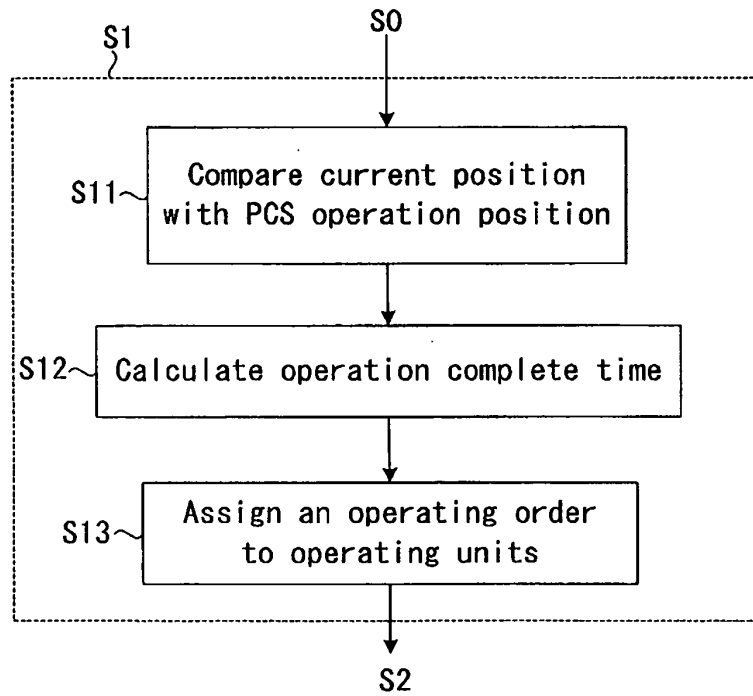 S0
S1
S11
Compare current position
with PCS operation position
S12
Calculate operation complete time
S13
Assign an operating order
to operating units
S2